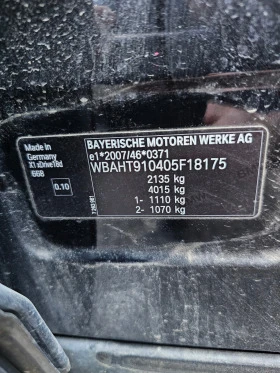 BAYERISCHE MOTOREN WERKE AG
e1*2007/46*0371
WBAHT910405F18175
2135 kg
4015 kg
1- 1110 kg
2- 1070 kg
Made in
Germany
X1 xDrive18d
0.10